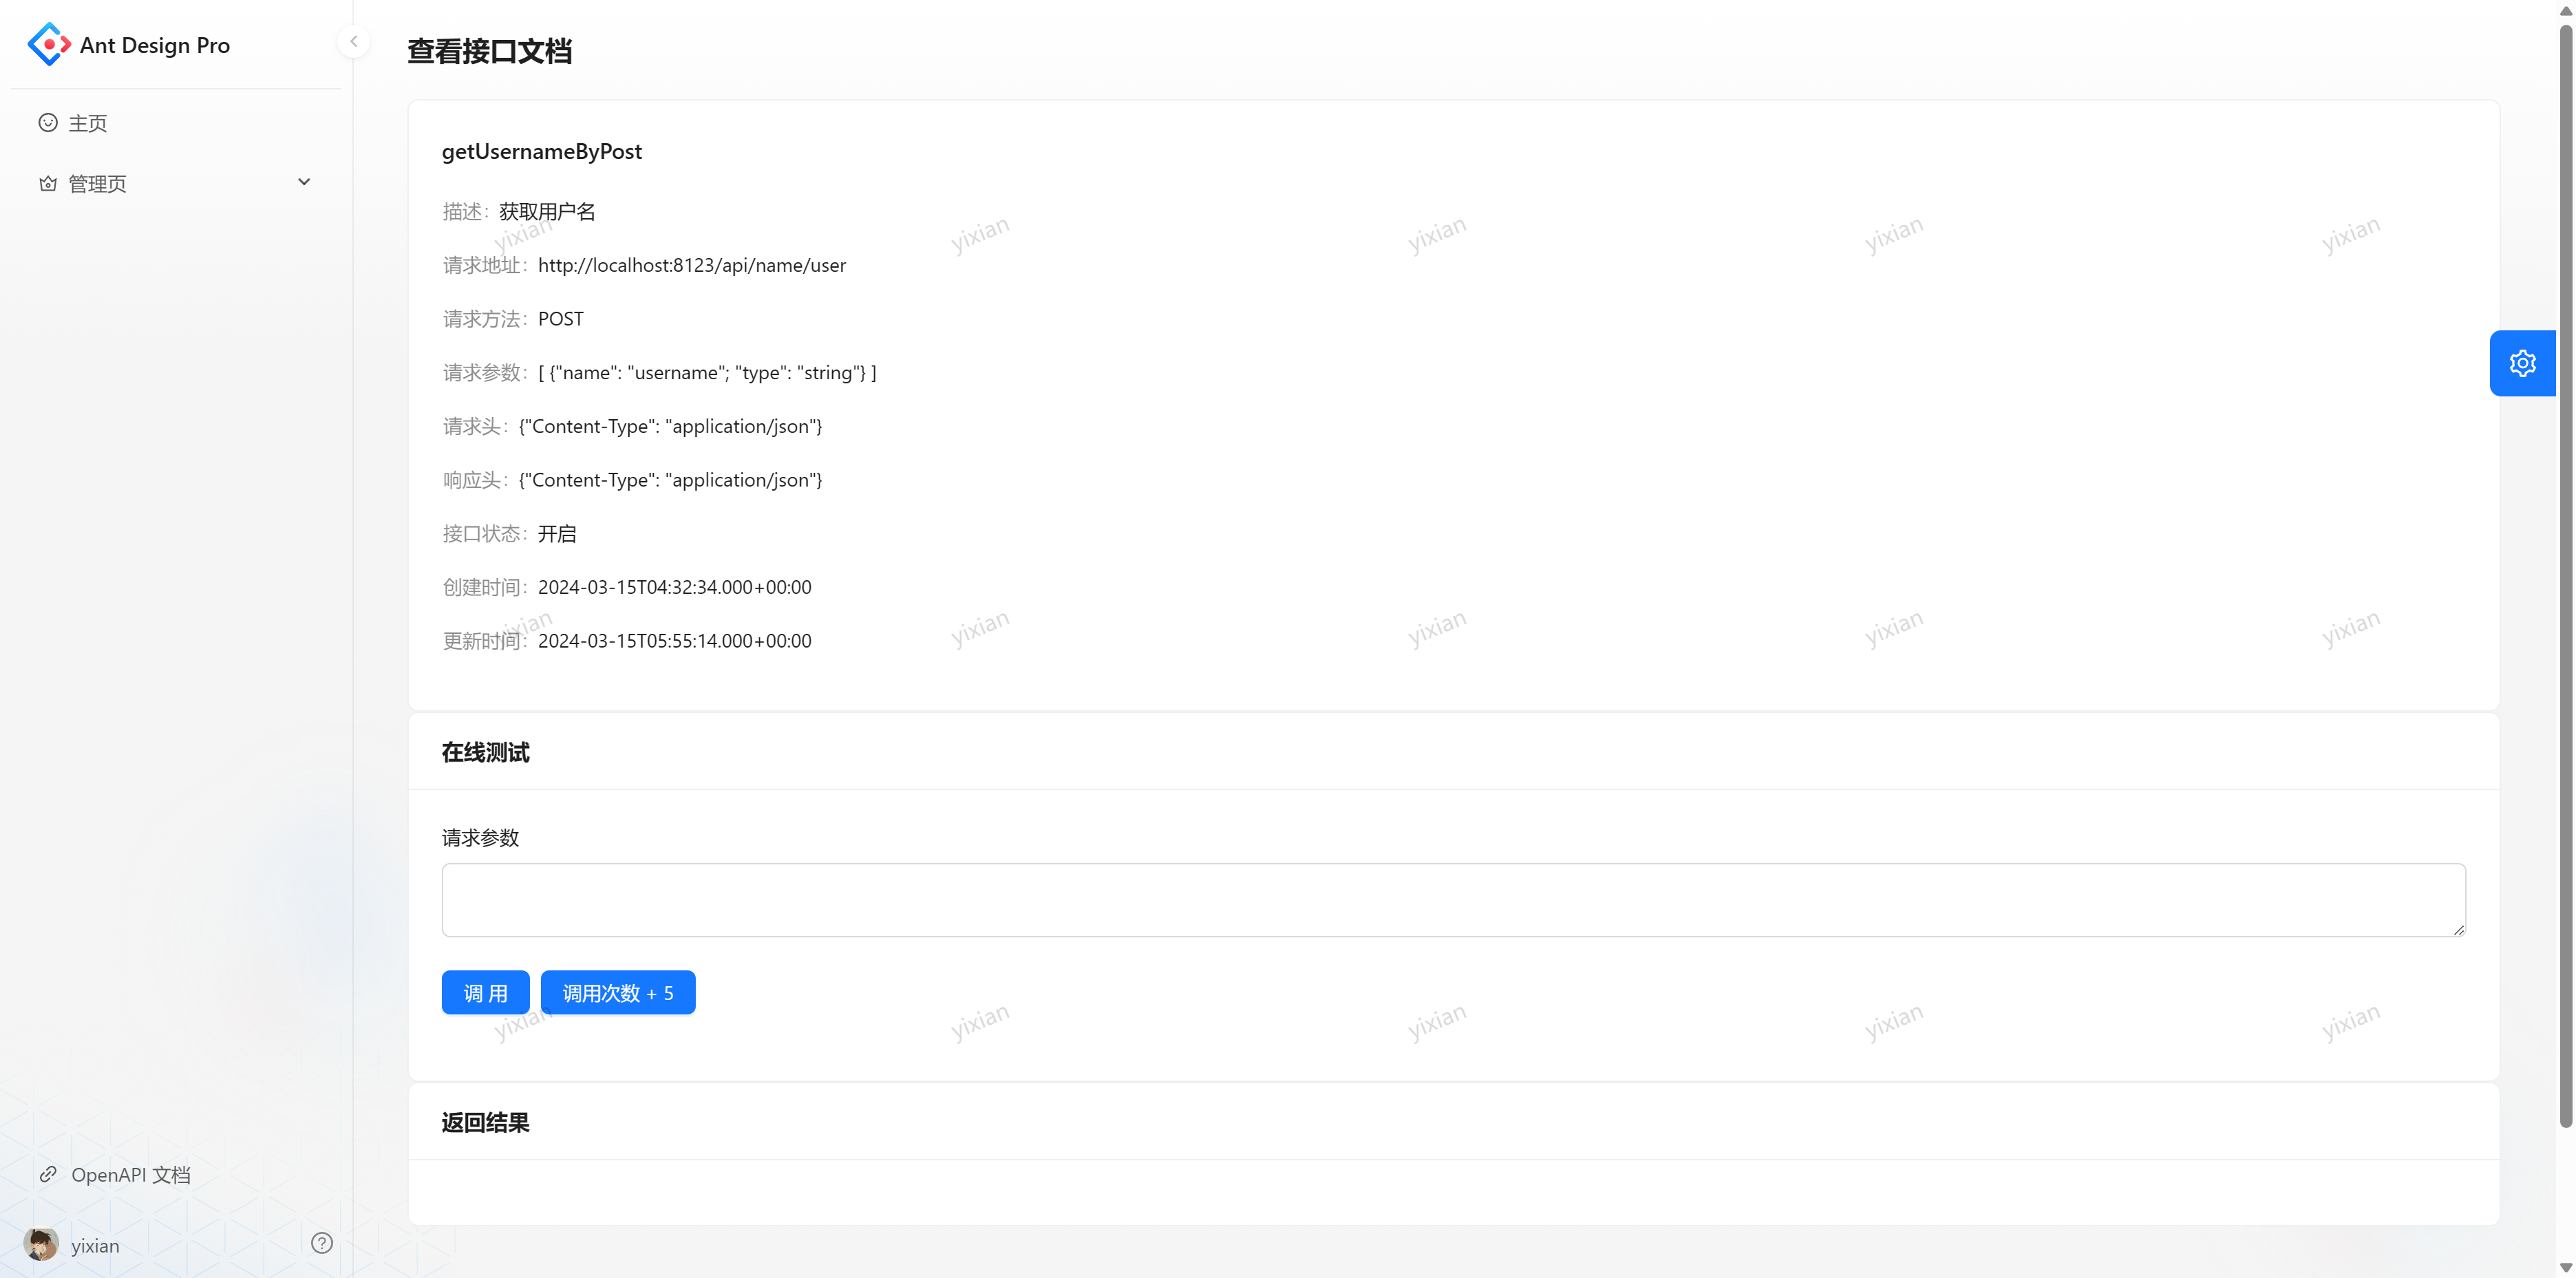 Ant Design Pro
主页
管理页
OpenAPI 文档
yixian
查看接口文档
getUsernameByPost
描述： 获取用户名
请求地址： http://localhost:8123/api/name/user
请求方法： POST
请求参数： [ {"name": "username"; "type": "string"} ]
请求头： {"Content-Type": "application/json"}
响应头： {"Content-Type": "application/json"}
接口状态： 开启
创建时间： 2024-03-15T04:32:34.000+00:00
更新时间： 2024-03-15T05:55:14.000+00:00
在线测试
请求参数
调 用 调用次数 + 5
返回结果
yixian yixian yixian yixian yixian
yixian yixian yixian yixian yixian
yixian yixian yixian yixian yixian